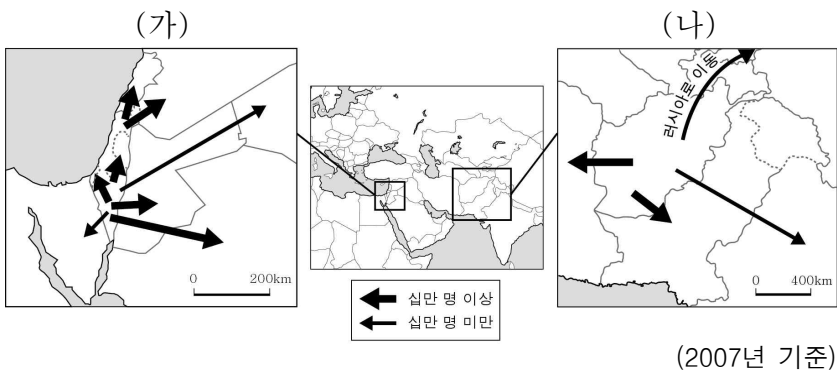 (가)
(나)
러시아로 이동
0 200km
0 400km
십만 명 이상
십만 명 미만
(2007년 기준)